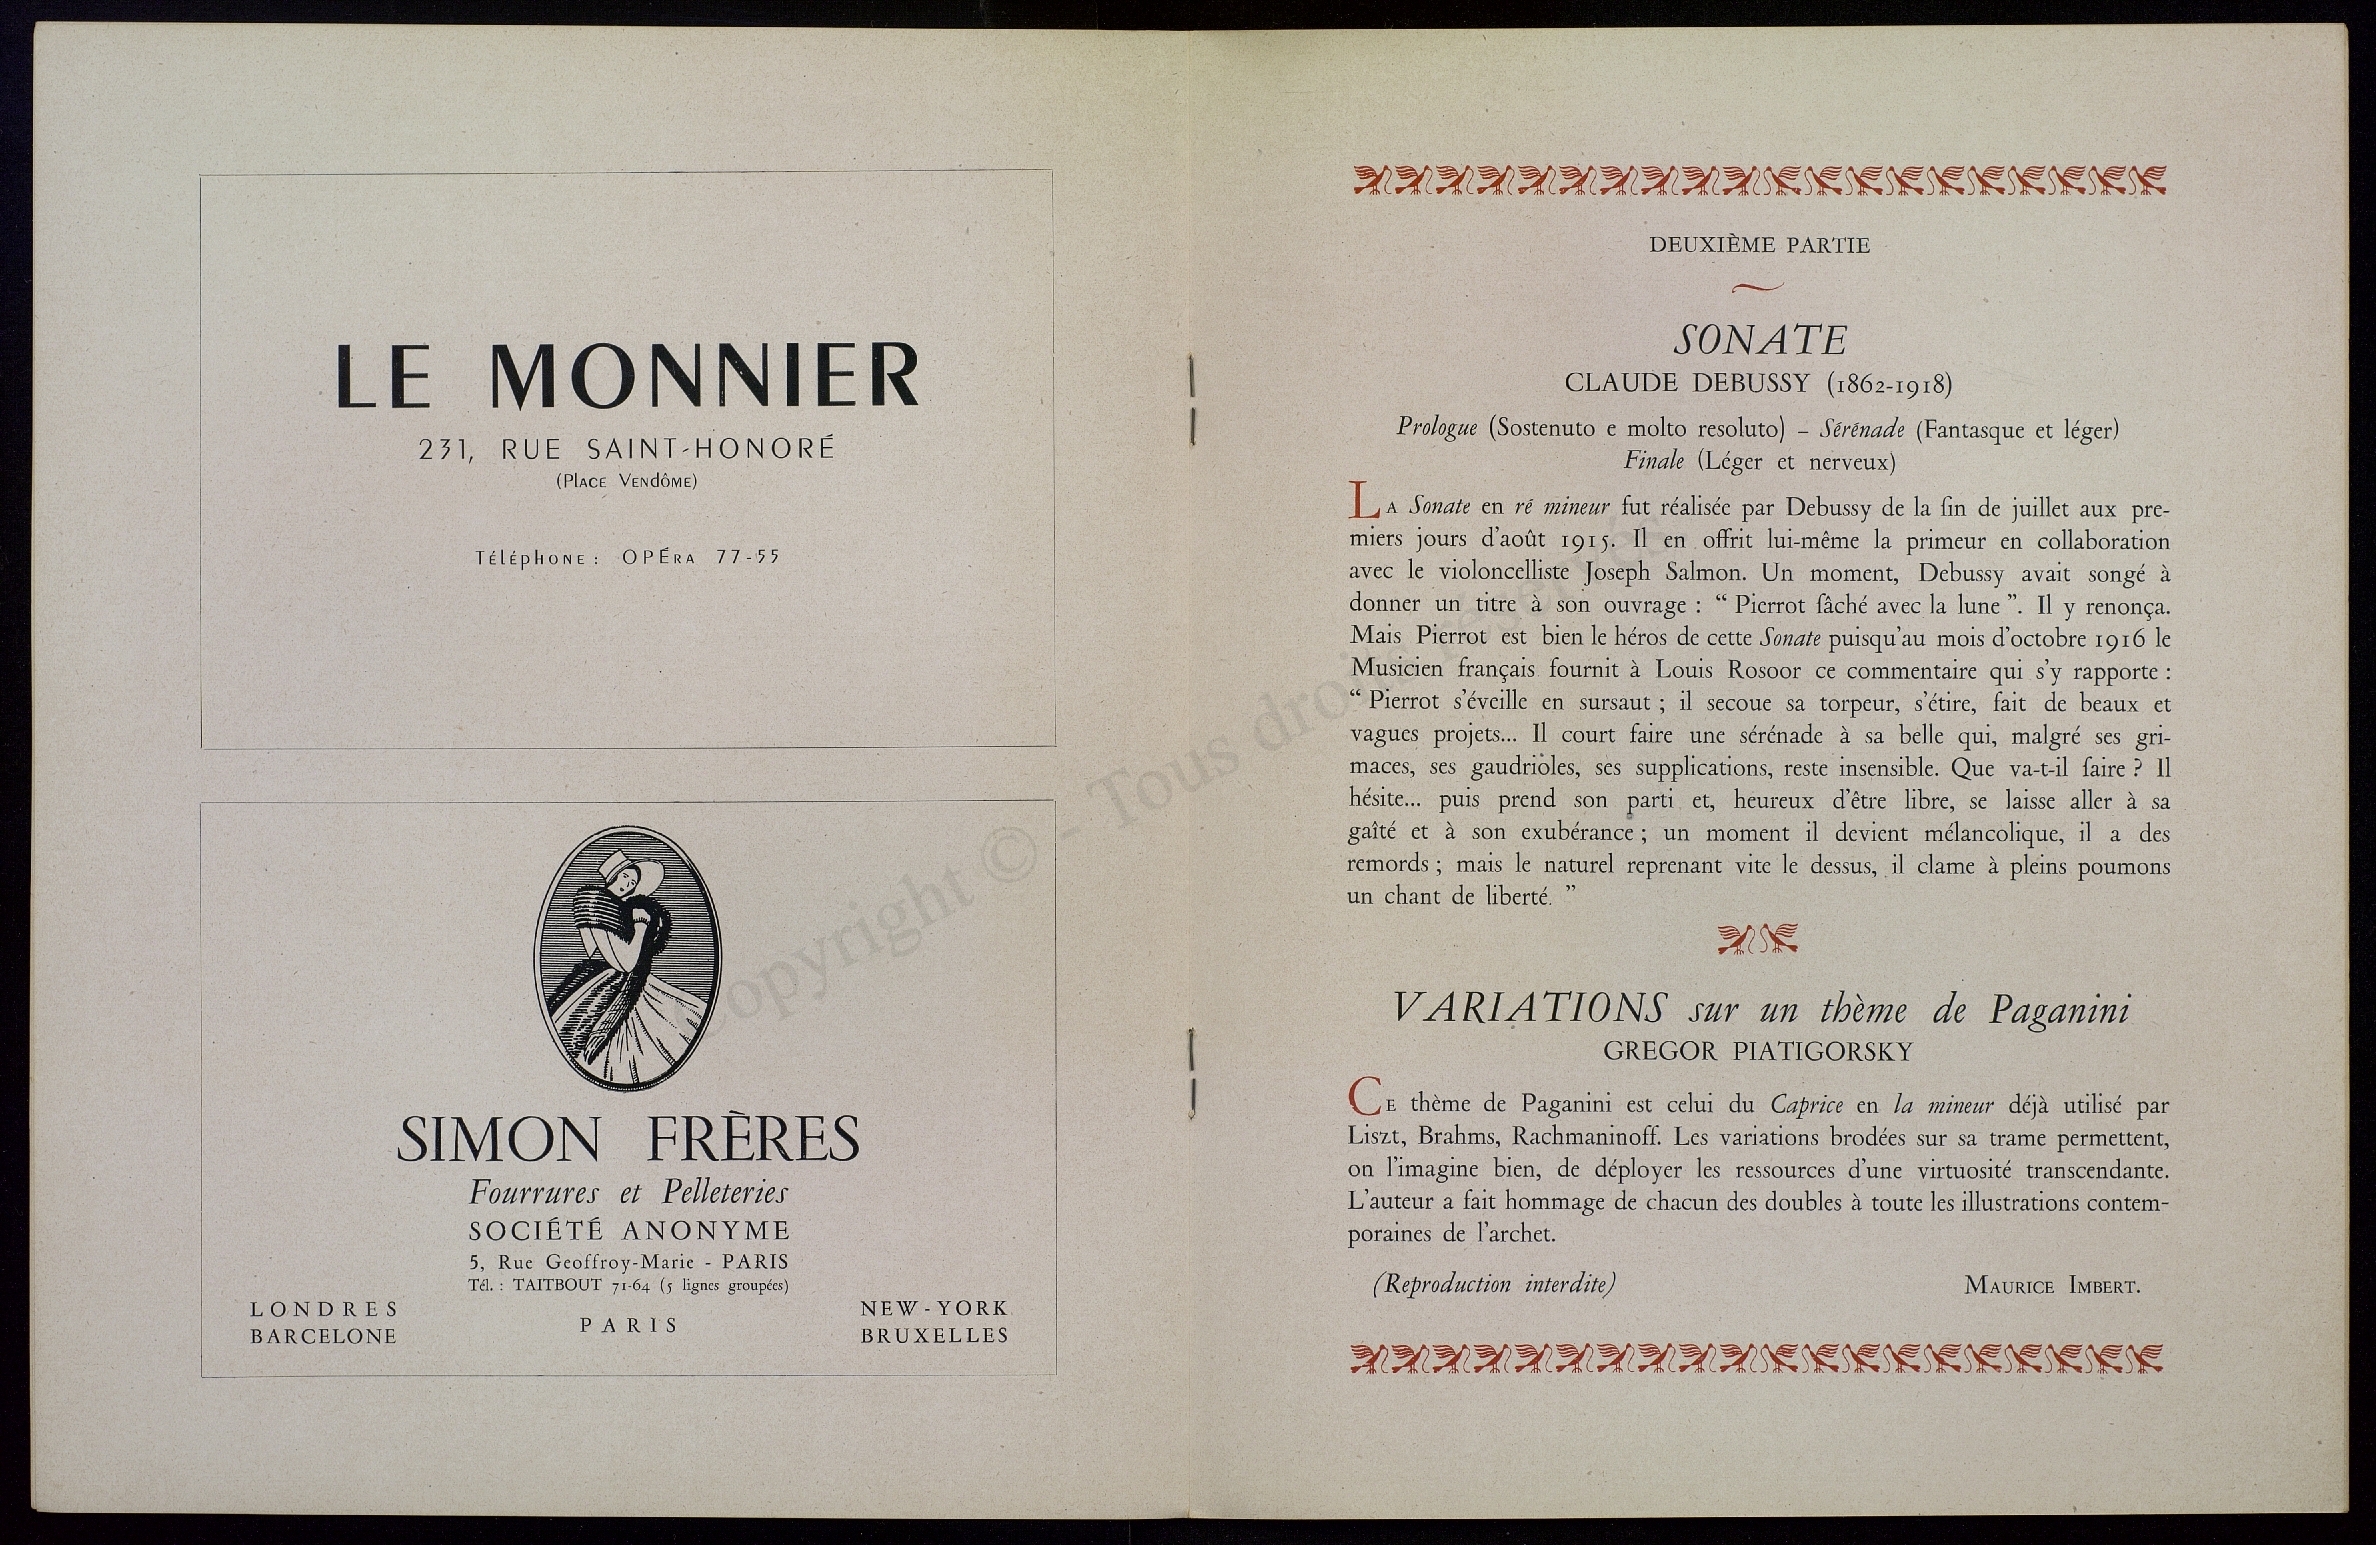 LE MONNIER
231, RUE SAINT-HONORÉ
(Place Vendôme)
Téléphone : OPÉra 77-55
SIMON FRÈRES
Fourrures et Pelleteries
SOCIÉTÉ ANONYME
5, Rue Geoffroy-Marie - PARIS
Tél. : TAITBOUT 71-64 (5 lignes groupées)
LONDRES
BARCELONE
PARIS
NEW-YORK
BRUXELLES
DEUXIÈME PARTIE
SONATE
CLAUDE DEBUSSY (1862-1918)
Prologue (Sostenuto e molto resoluto) – Sérénade (Fantasque et léger)
Finale (Léger et nerveux)
LA Sonate en ré mineur fut réalisée par Debussy de la fin de juillet aux pre-
miers jours d'août 1915. Il en offrit lui-même la primeur en collaboration
avec le violoncelliste Joseph Salmon. Un moment, Debussy avait songé à
donner un titre à son ouvrage : “ Pierrot fâché avec la lune ”. Il y renonça.
Mais Pierrot est bien le héros de cette Sonate puisqu'au mois d'octobre 1916 le
Musicien français fournit à Louis Rosoor ce commentaire qui s'y rapporte :
“ Pierrot s'éveille en sursaut ; il secoue sa torpeur, s'étire, fait de beaux et
vagues projets... Il court faire une sérénade à sa belle qui, malgré ses gri-
maces, ses gaudrioles, ses supplications, reste insensible. Que va-t-il faire ? Il
hésite... puis prend son parti et, heureux d'être libre, se laisse aller à sa
gaîté et à son exubérance ; un moment il devient mélancolique, il a des
remords ; mais le naturel reprenant vite le dessus, il clame à pleins poumons
un chant de liberté. ”
VARIATIONS sur un thème de Paganini
GREGOR PIATIGORSKY
CE thème de Paganini est celui du Caprice en la mineur déjà utilisé par
Liszt, Brahms, Rachmaninoff. Les variations brodées sur sa trame permettent,
on l'imagine bien, de déployer les ressources d'une virtuosité transcendante.
L'auteur a fait hommage de chacun des doubles à toute les illustrations contem-
poraines de l'archet.
(Reproduction interdite)
MAURICE IMBERT.
Copyright © - Tous droits réservés